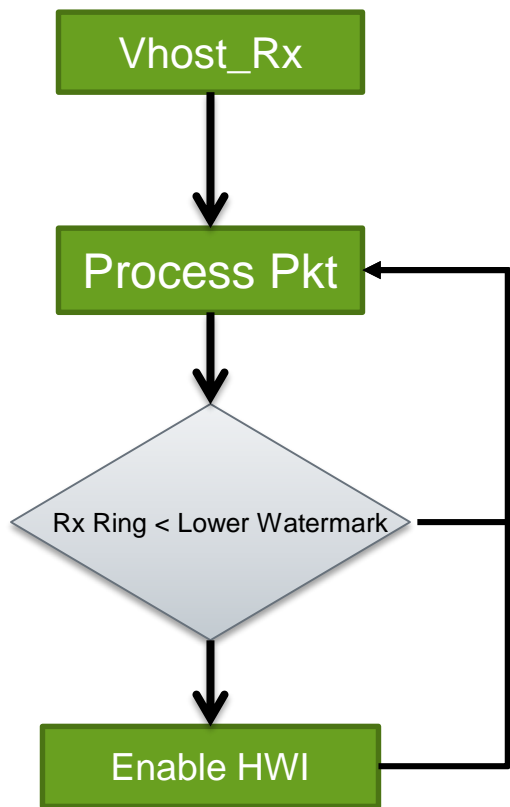 Vhost_Rx
Process Pkt
Rx Ring < Lower Watermark
Enable HWI